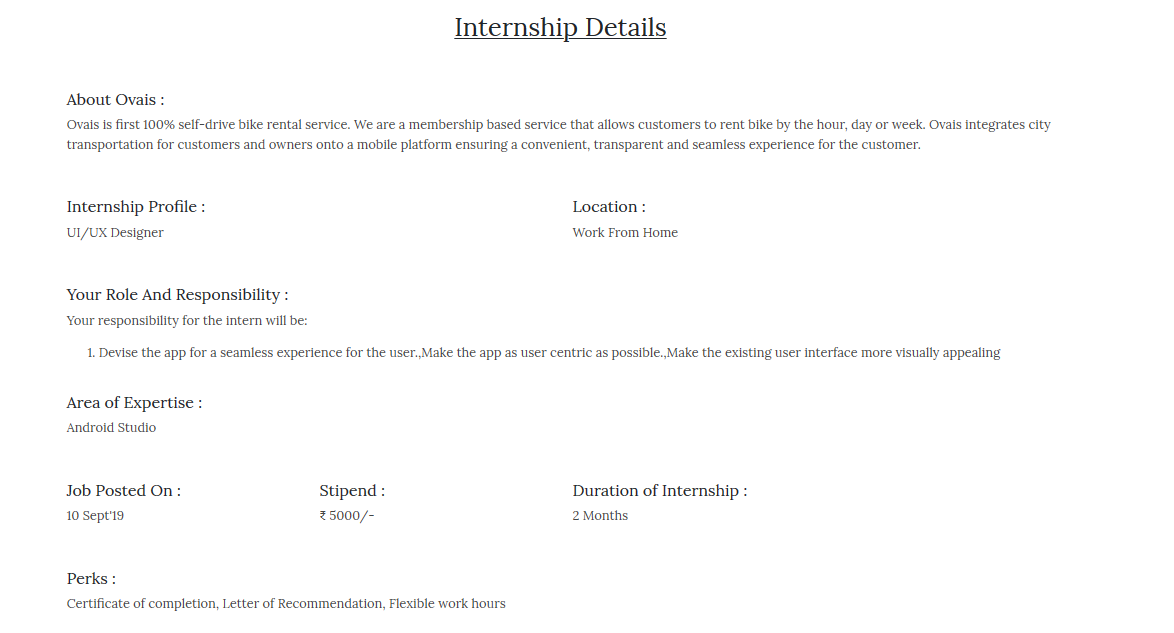 Internship Details
About Ovais :
Ovais is first 100% self-drive bike rental service. We are a membership based service that allows customers to rent bike by the hour, day or week. Ovais integrates city
transportation for customers and owners onto a mobile platform ensuring a convenient, transparent and seamless experience for the customer.
Internship Profile :
Location :
UI/UX Designer
Work From Home
Your Role And Responsibility :
Your responsibility for the intern will be:
1. Devise the app for a seamless experience for the user.,Make the app as user centric as possible.,Make the existing user interface more visually appealing
Area of Expertise :
Android Studio
Job Posted On :
Stipend :
Duration of Internship :
10 Sept'19
₹ 5000/-
2 Months
Perks :
Certificate of completion, Letter of Recommendation, Flexible work hours